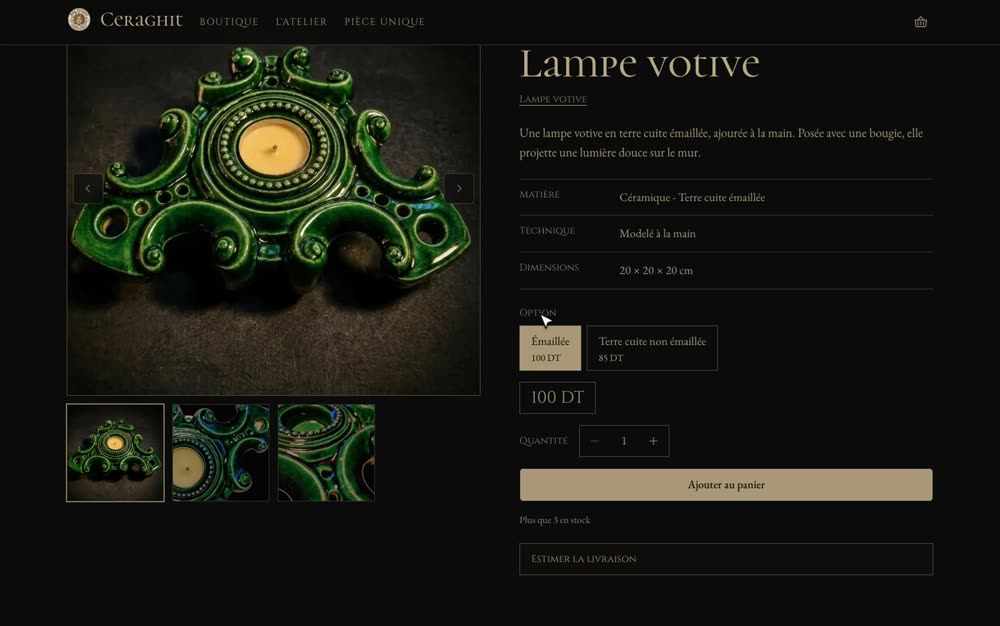 Ceraghit
BOUTIQUE
L'ATELIER
PIÈCE UNIQUE
Lampe votive
Lampe votive
Une lampe votive en terre cuite émaillée, ajourée à la main. Posée avec une bougie, elle
projette une lumière douce sur le mur.
Matière
Céramique - Terre cuite émaillée
Technique
Modelé à la main
Dimensions
20 × 20 × 20 cm
Option
Émaillée
100 DT
Terre cuite non émaillée
85 DT
100 DT
Quantité
1
Ajouter au panier
Plus que 3 en stock
Estimer la livraison